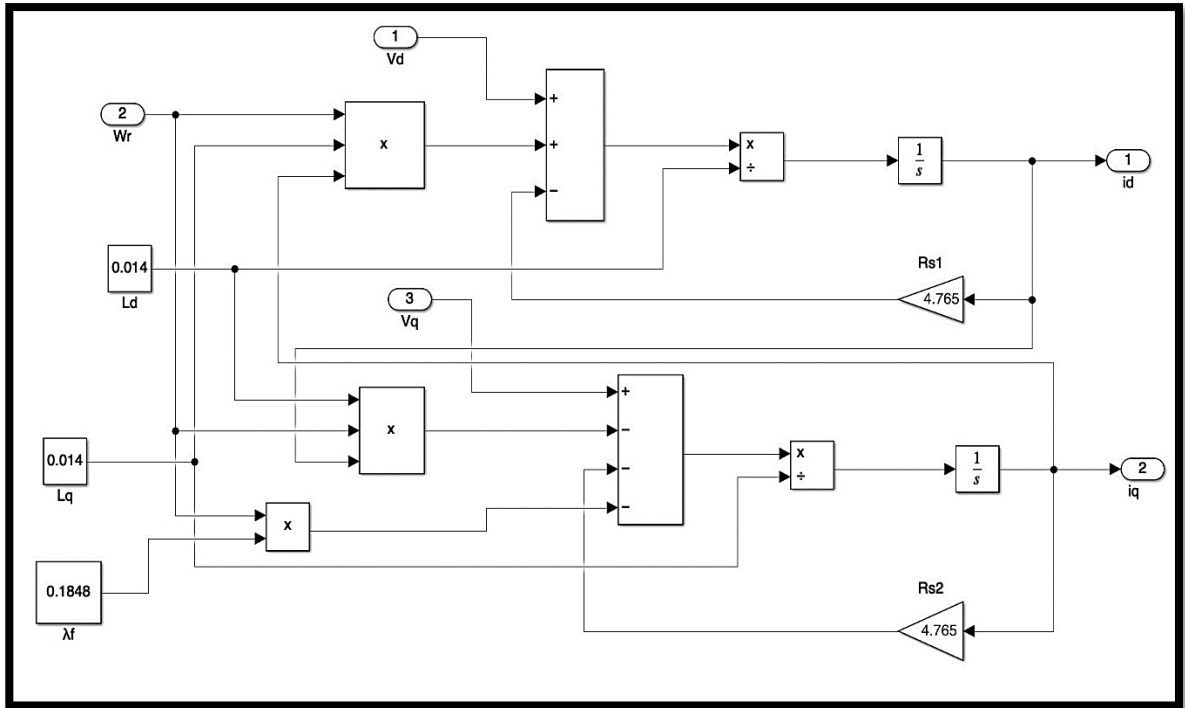 1
Vd
2
Wr
x
+
+
−
x
÷
1
s
1
id
0.014
Ld
Rs1
4.765
3
Vq
x
+
−
−
−
x
÷
1
s
2
iq
0.014
Lq
x
0.1848
λf
Rs2
4.765